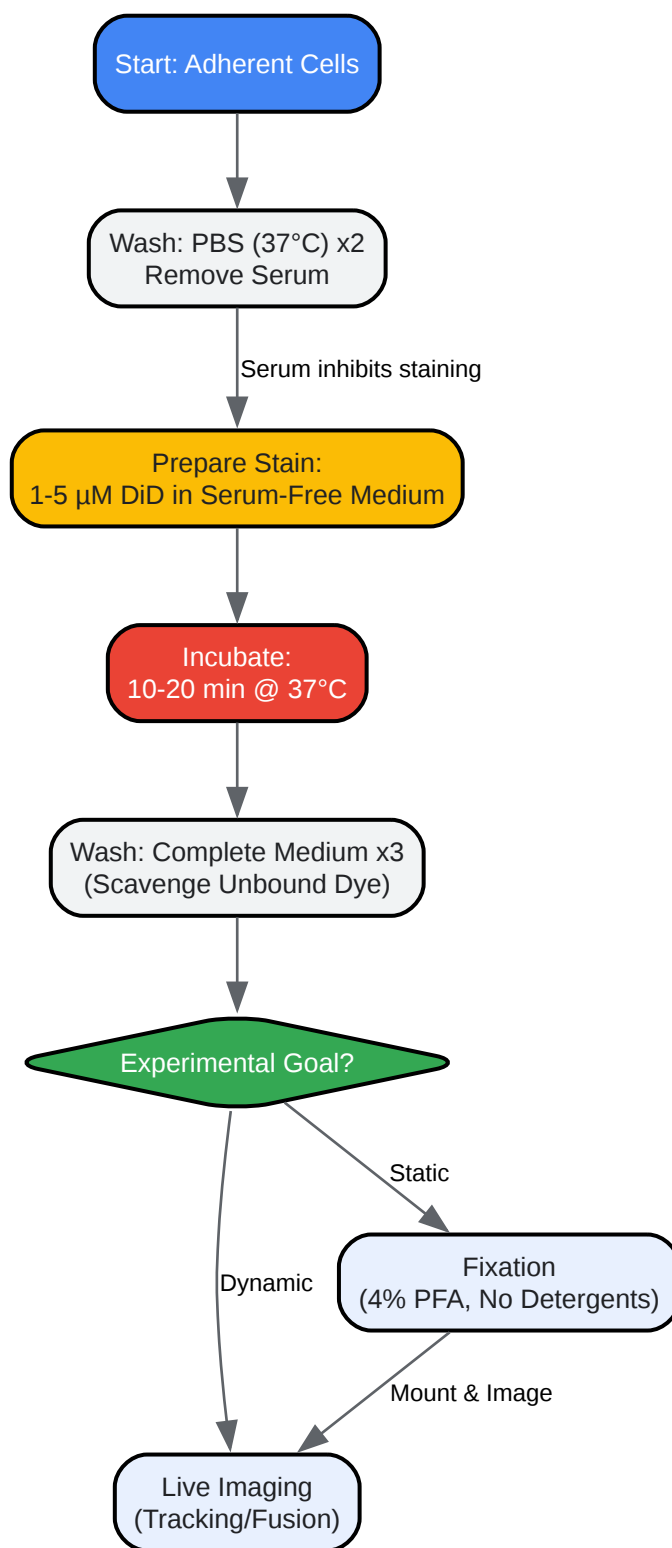 Start: Adherent Cells
Wash: PBS (37°C) x2
Remove Serum
Serum inhibits staining
Prepare Stain:
1-5 µM DiD in Serum-Free Medium
Incubate:
10-20 min @ 37°C
Wash: Complete Medium x3
(Scavenge Unbound Dye)
Experimental Goal?
Static
Fixation
(4% PFA, No Detergents)
Dynamic
Mount & Image
Live Imaging
(Tracking/Fusion)